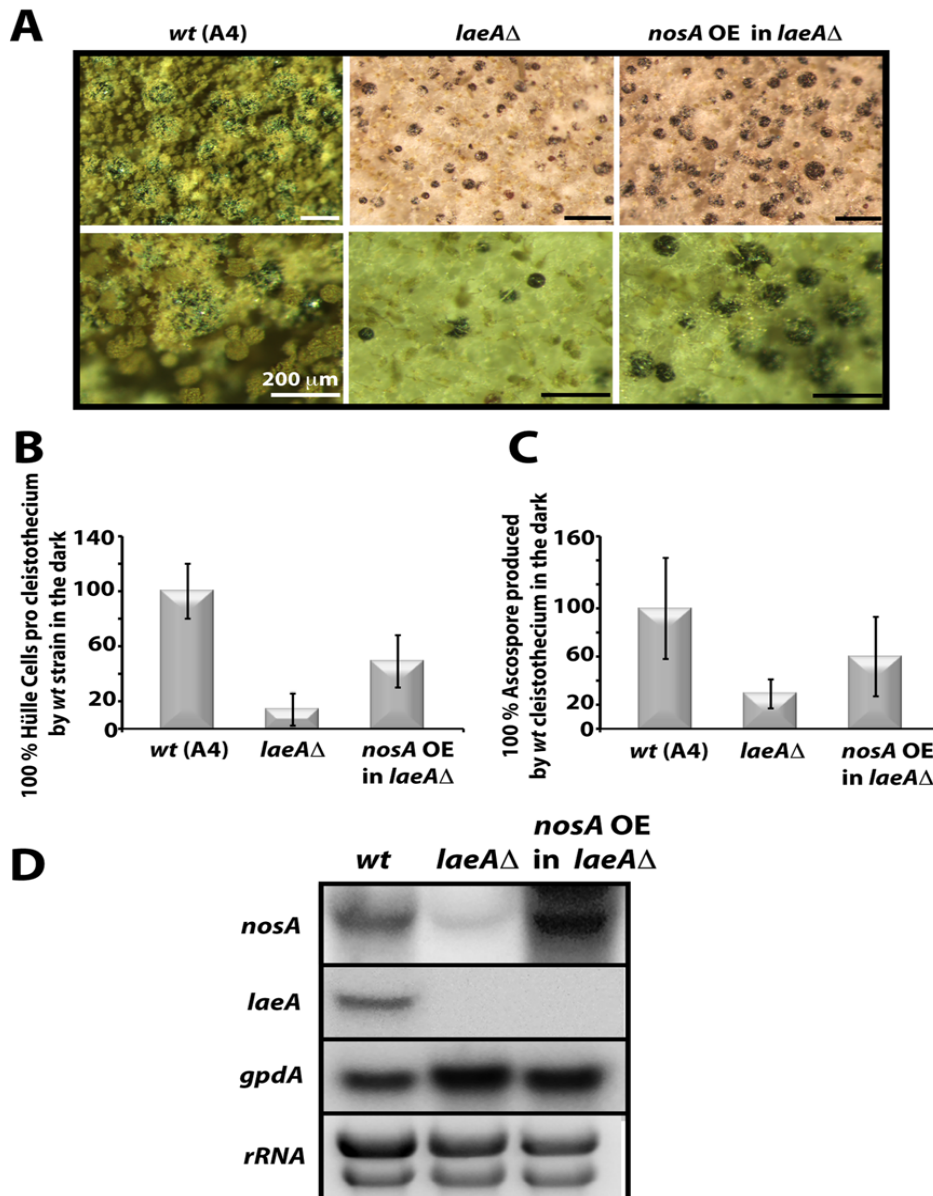 A
wt (A4)
laeAΔ
nosA OE in laeAΔ
200 μm
B
100 % Hülle Cells pro cleistothecium
by wt strain in the dark
140
100
60
20
0
wt (A4)
laeAΔ
nosA OE
in laeAΔ
C
100 % Ascospore produced
by wt cleistothecium in the dark
160
100
60
20
0
wt (A4)
laeAΔ
nosA OE
in laeAΔ
D
wt
laeAΔ
nosA OE
in laeAΔ
nosA
laeA
gpdA
rRNA